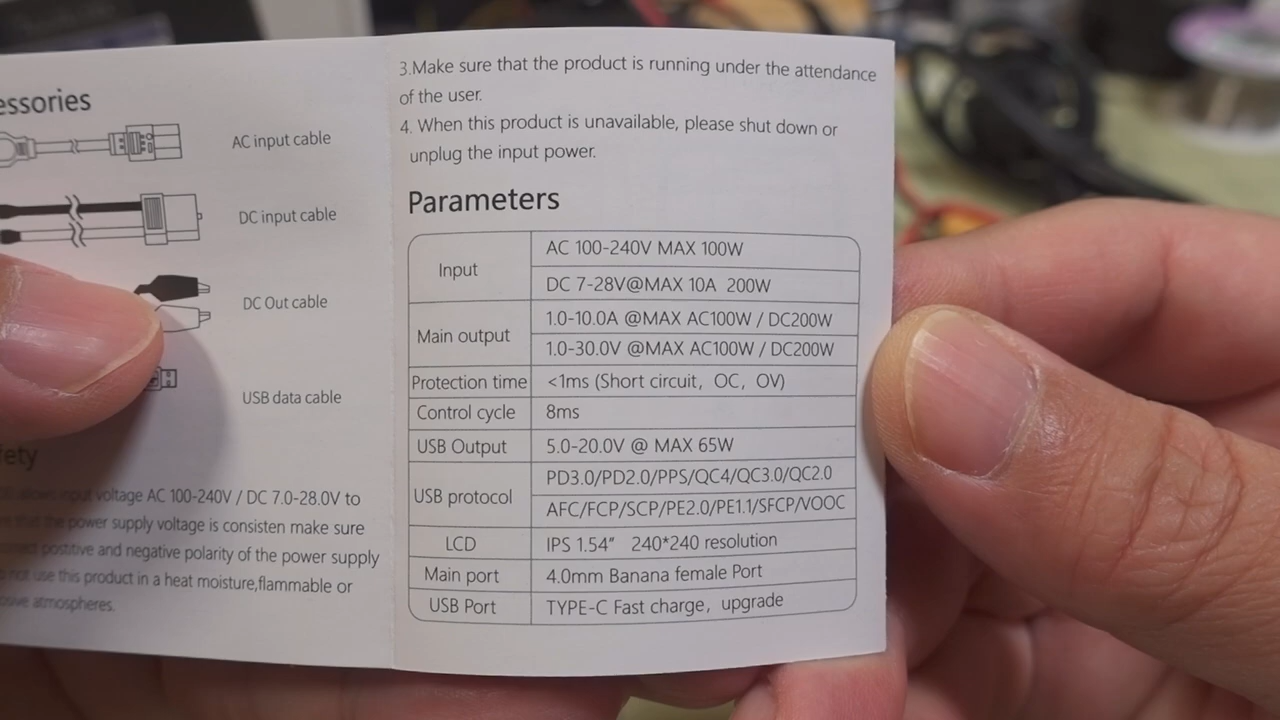 essories
AC input cable
DC input cable
DC Out cable
USB data cable
ety
input voltage AC 100-240V / DC 7.0-28.0V to
the power supply voltage is consisten make sure
postitive and negative polarity of the power supply
not use this product in a heat moisture,flammable or
atmospheres.
3.Make sure that the product is running under the attendance
of the user.
4. When this product is unavailable, please shut down or
unplug the input power.
Parameters
Input
AC 100-240V MAX 100W
DC 7-28V@MAX 10A 200W
Main output
1.0-10.0A @MAX AC100W / DC200W
1.0-30.0V @MAX AC100W / DC200W
Protection time <1ms (Short circuit, OC, OV)
Control cycle 8ms
USB Output 5.0-20.0V @ MAX 65W
USB protocol
PD3.0/PD2.0/PPS/QC4/QC3.0/QC2.0
AFC/FCP/SCP/PE2.0/PE1.1/SFCP/VOOC
LCD IPS 1.54" 240*240 resolution
Main port 4.0mm Banana female Port
USB Port TYPE-C Fast charge, upgrade